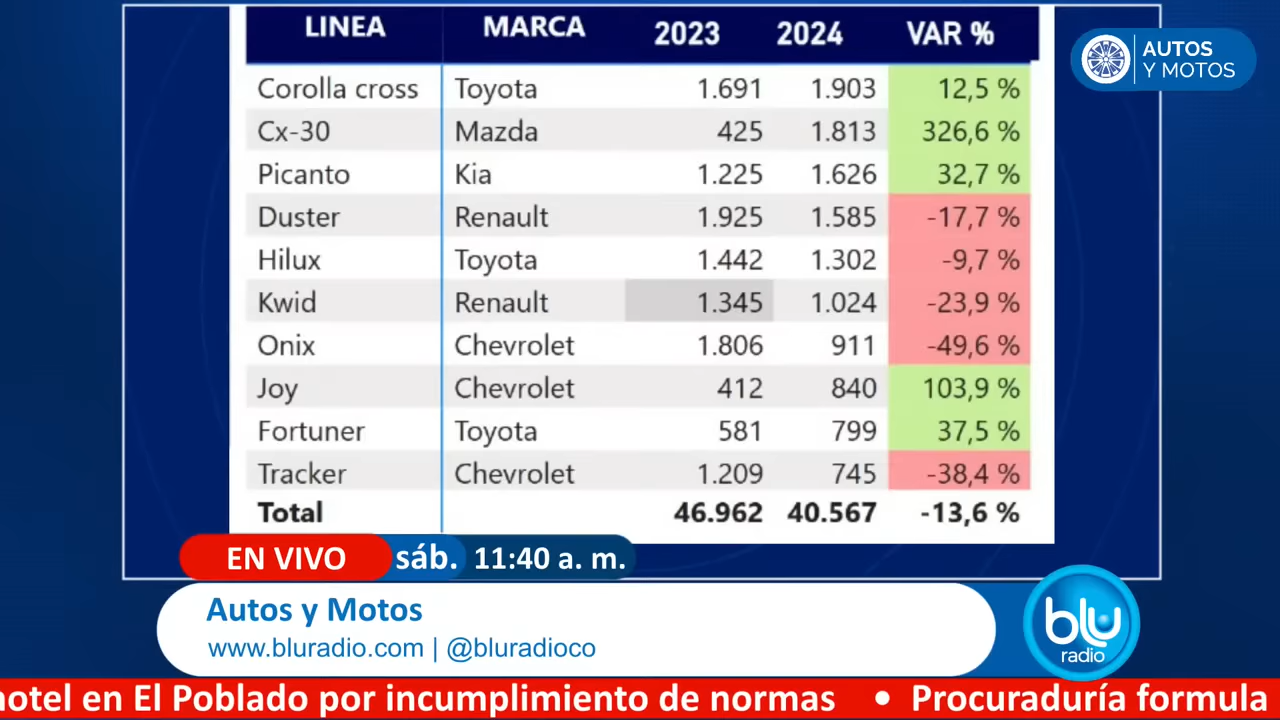 LINEA MARCA 2023 2024 VAR %
Corolla cross Toyota 1.691 1.903 12,5 %
Cx-30 Mazda 425 1.813 326,6 %
Picanto Kia 1.225 1.626 32,7 %
Duster Renault 1.925 1.585 -17,7 %
Hilux Toyota 1.442 1.302 -9,7 %
Kwid Renault 1.345 1.024 -23,9 %
Onix Chevrolet 1.806 911 -49,6 %
Joy Chevrolet 412 840 103,9 %
Fortuner Toyota 581 799 37,5 %
Tracker Chevrolet 1.209 745 -38,4 %
Total 46.962 40.567 -13,6 %
AUTOS
Y MOTOS
EN VIVO sáb. 11:40 a. m.
Autos y Motos
www.bluradio.com | @bluradioco
blu
radio
hotel en El Poblado por incumplimiento de normas • Procuraduría formula